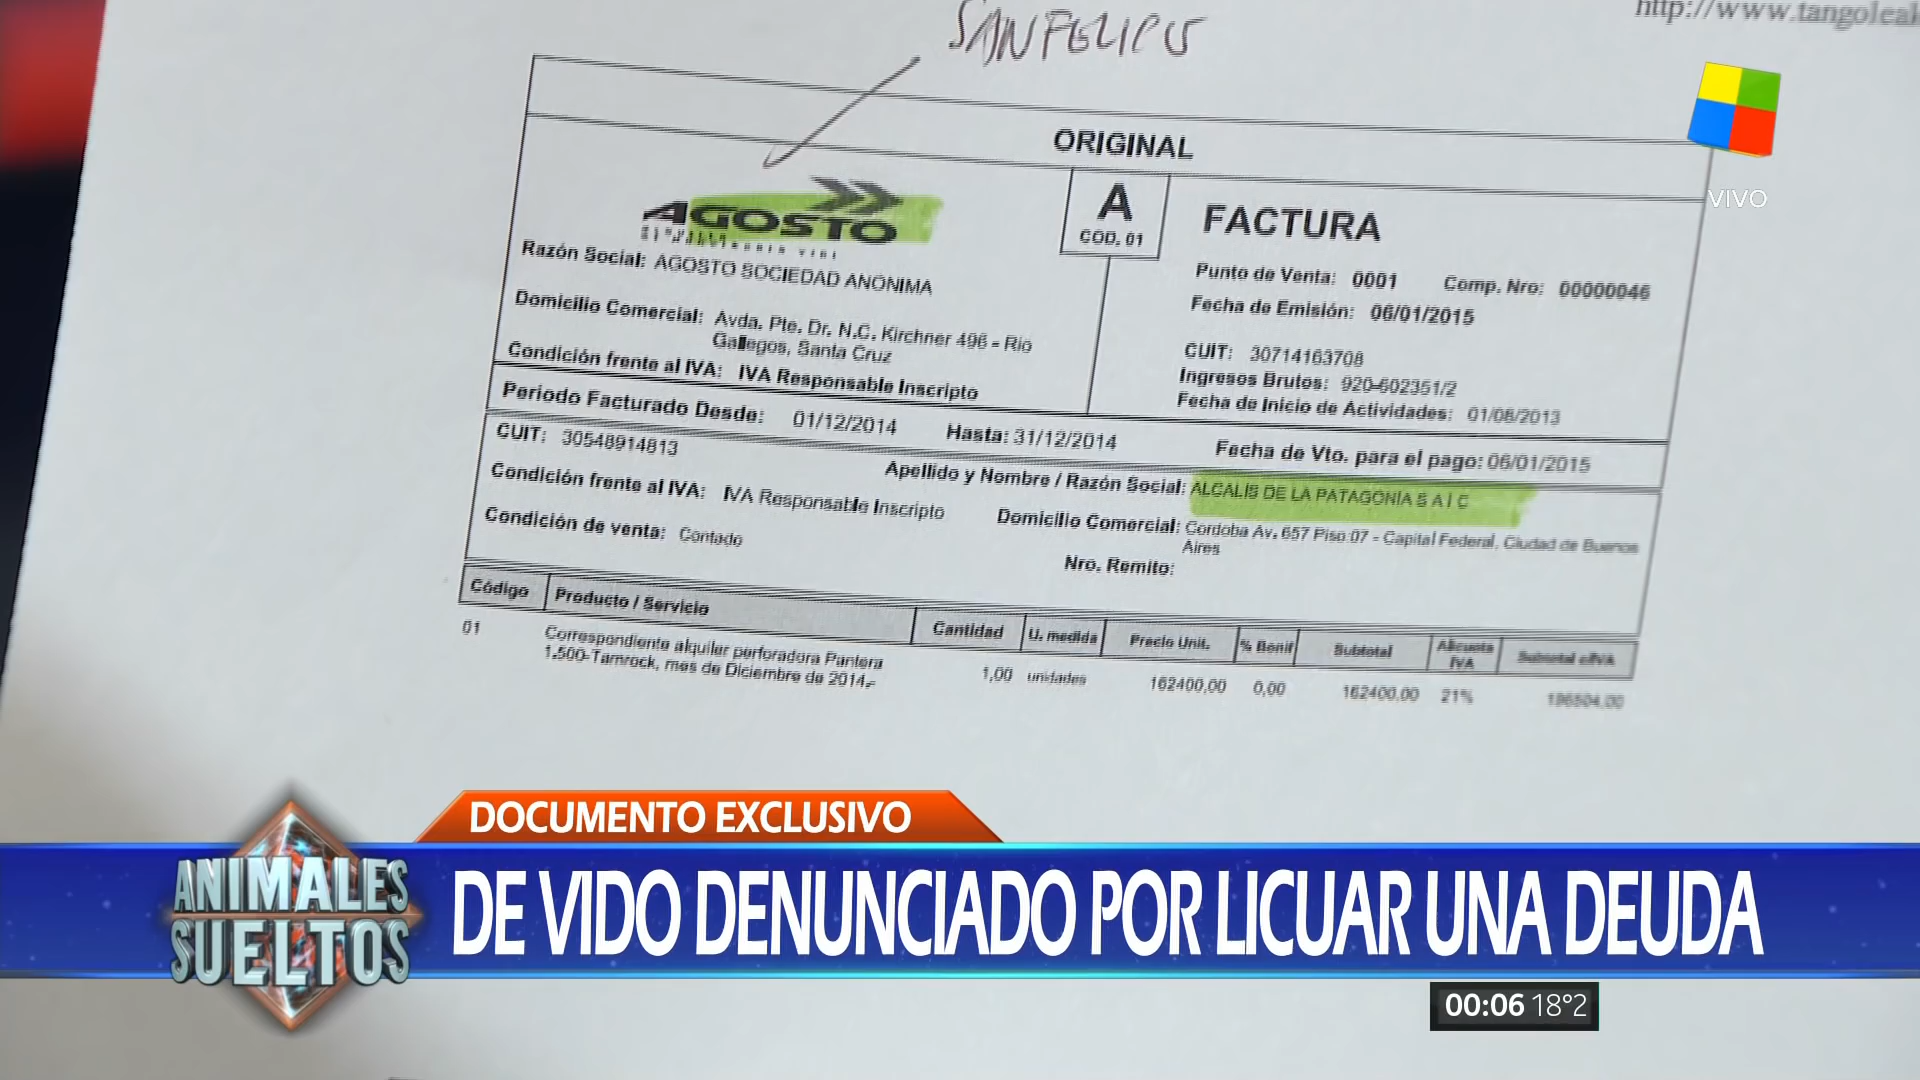 SANFELIPE
http://www.tangoleak
ORIGINAL
AGOSTO
A
COD. 01
FACTURA
Razón Social: AGOSTO SOCIEDAD ANONIMA
Domicilio Comercial: Avda. Pte. Dr. N.C. Kirchner 496 - Rio
Gallegos, Santa Cruz
Condición frente al IVA: IVA Responsable Inscripto
Punto de Venta: 0001 Comp. Nro: 00000046
Fecha de Emisión: 06/01/2015
CUIT: 30714163708
Ingresos Brutos: 920-602351/2
Fecha de Inicio de Actividades: 01/08/2013
Periodo Facturado Desde: 01/12/2014 Hasta: 31/12/2014 Fecha de Vto. para el pago: 06/01/2015
CUIT: 30548914813
Apellido y Nombre / Razón Social: ALCALIS DE LA PATAGONIA S A I C
Condición frente al IVA: IVA Responsable Inscripto
Domicilio Comercial: Cordoba Av. 657 Piso:07 - Capital Federal, Ciudad de Buenos
Aires
Condición de venta: Contado
Nro. Remito:
Código Producto / Servicio Cantidad U. medida Precio Unit. % Bonif Subtotal Alicuota IVA Subtotal c/IVA
01 Correspondiente alquiler perforadora Pantera
1.500-Tamrock, mes de Diciembre de 2014.-
1,00 unidades 162400,00 0,00 162400,00 21% 196504,00
VIVO
DOCUMENTO EXCLUSIVO
ANIMALES
SUELTOS
DE VIDO DENUNCIADO POR LICUAR UNA DEUDA
00:06 18°2